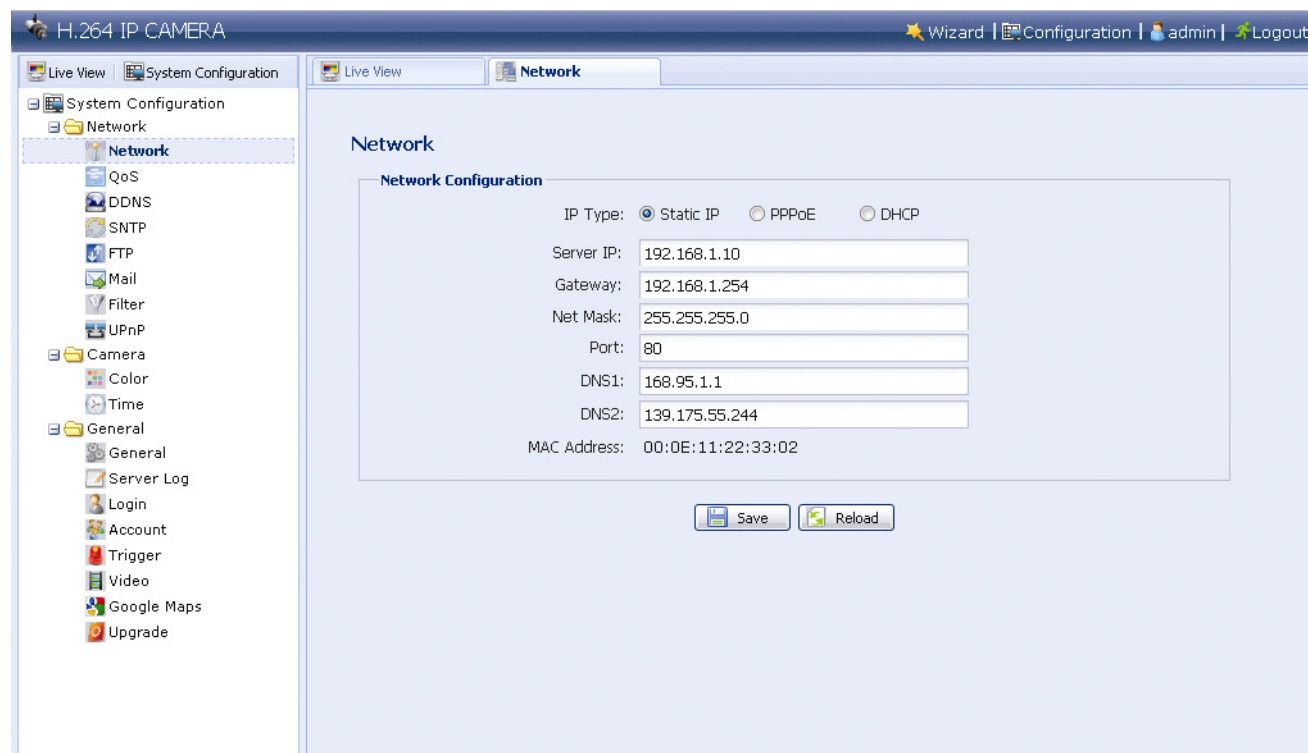 H.264 IP CAMERA
Wizard | Configuration | admin | Logout
Live View | System Configuration
Live View
Network
System Configuration
Network
Network
QoS
DDNS
SNTP
FTP
Mail
Filter
UPnP
Camera
Color
Time
General
General
Server Log
Login
Account
Trigger
Video
Google Maps
Upgrade
Network
Network Configuration
IP Type: Static IP PPPoE DHCP
Server IP: 192.168.1.10
Gateway: 192.168.1.254
Net Mask: 255.255.255.0
Port: 80
DNS1: 168.95.1.1
DNS2: 139.175.55.244
MAC Address: 00:0E:11:22:33:02
Save Reload